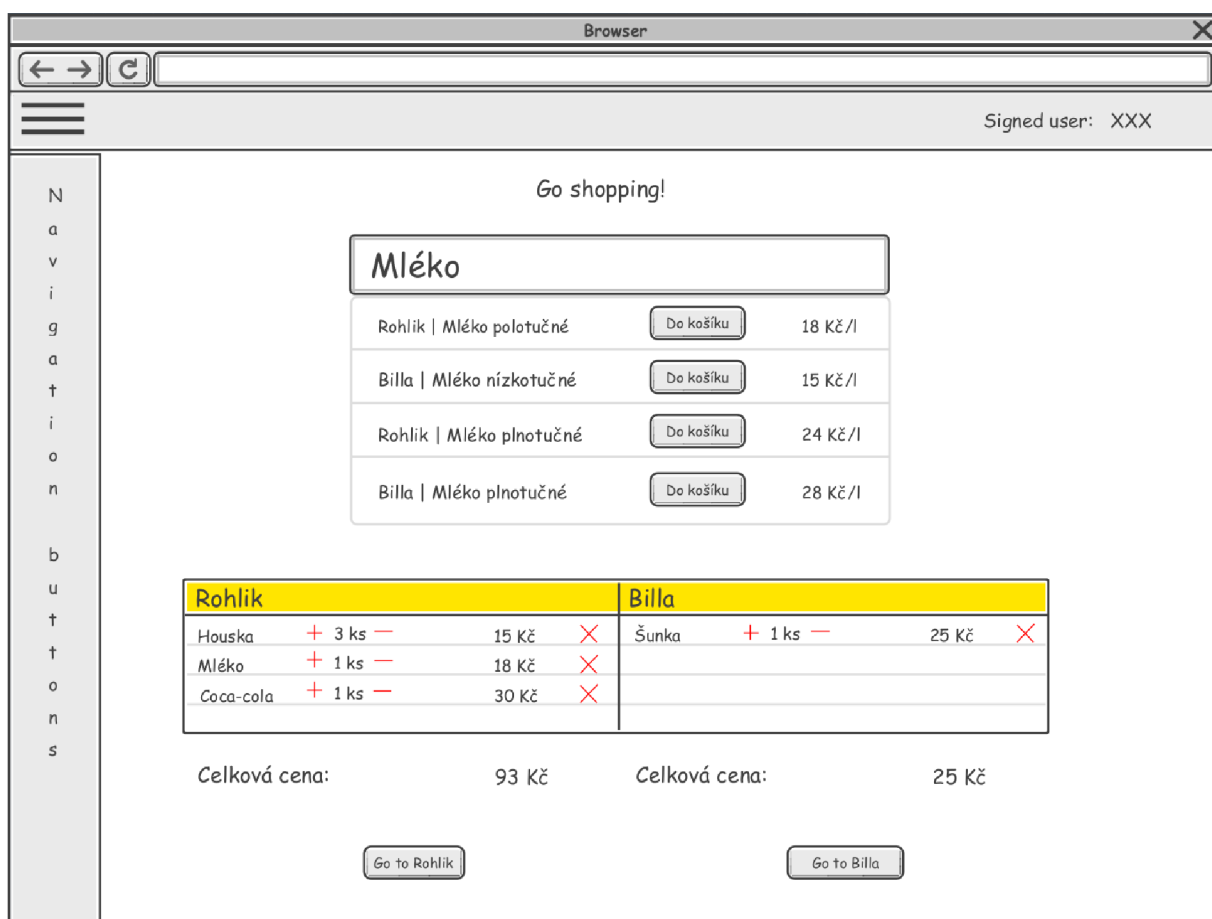 Browser
Signed user: XXX
Navigation buttons
Go shopping!
Mléko
Rohlik | Mléko polotučné Do košíku 18 Kč/l
Billa | Mléko nízkotučné Do košíku 15 Kč/l
Rohlik | Mléko plnotučné Do košíku 24 Kč/l
Billa | Mléko plnotučné Do košíku 28 Kč/l
Rohlik Billa
Houska + 3 ks — 15 Kč X Šunka + 1 ks — 25 Kč X
Mléko + 1 ks — 18 Kč X
Coca-cola + 1 ks — 30 Kč X
Celková cena: 93 Kč Celková cena: 25 Kč
Go to Rohlik Go to Billa